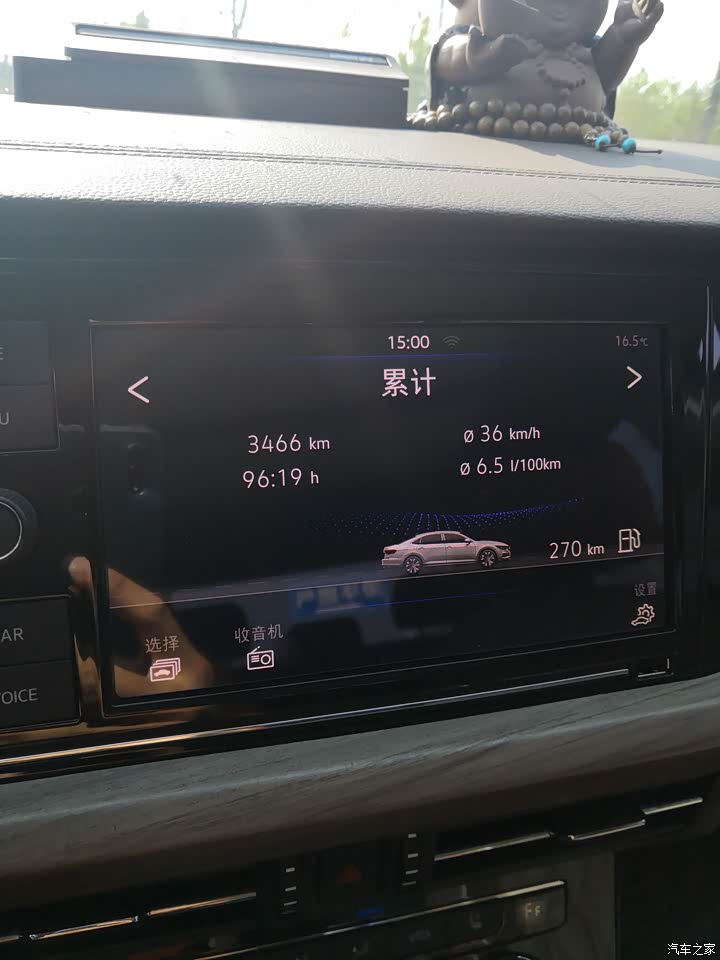 15:00
16.5℃
累计
3466 km
ø 36 km/h
96:19 h
ø 6.5 l/100km
270 km
设置
选择
收音机
AR
VOICE
汽车之家